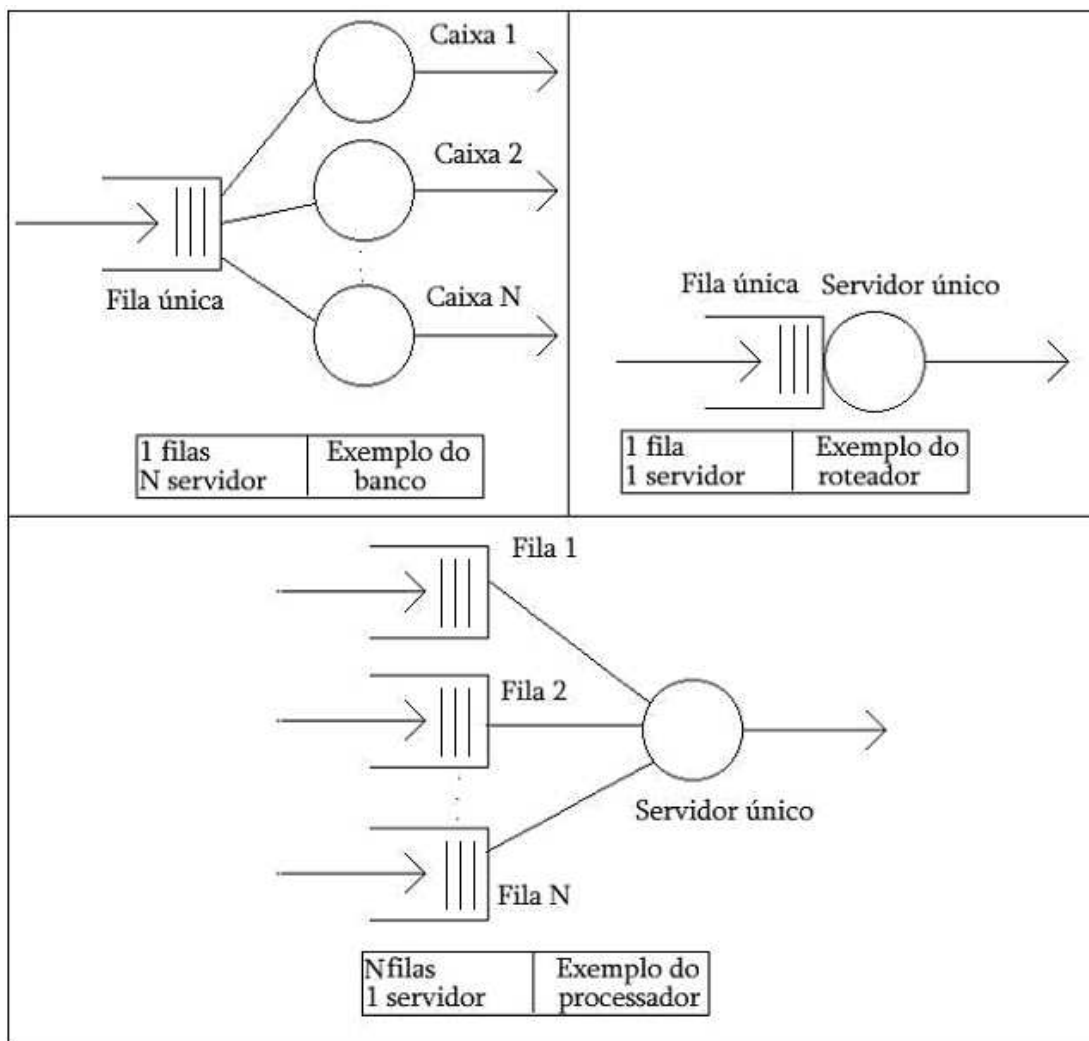 Caixa 1
Caixa 2
Fila única
Caixa N
1 filas
N servidor
Exemplo do
banco
Fila única
Servidor único
1 fila
1 servidor
Exemplo do
roteador
Fila 1
Fila 2
Servidor único
Fila N
N filas
1 servidor
Exemplo do
processador